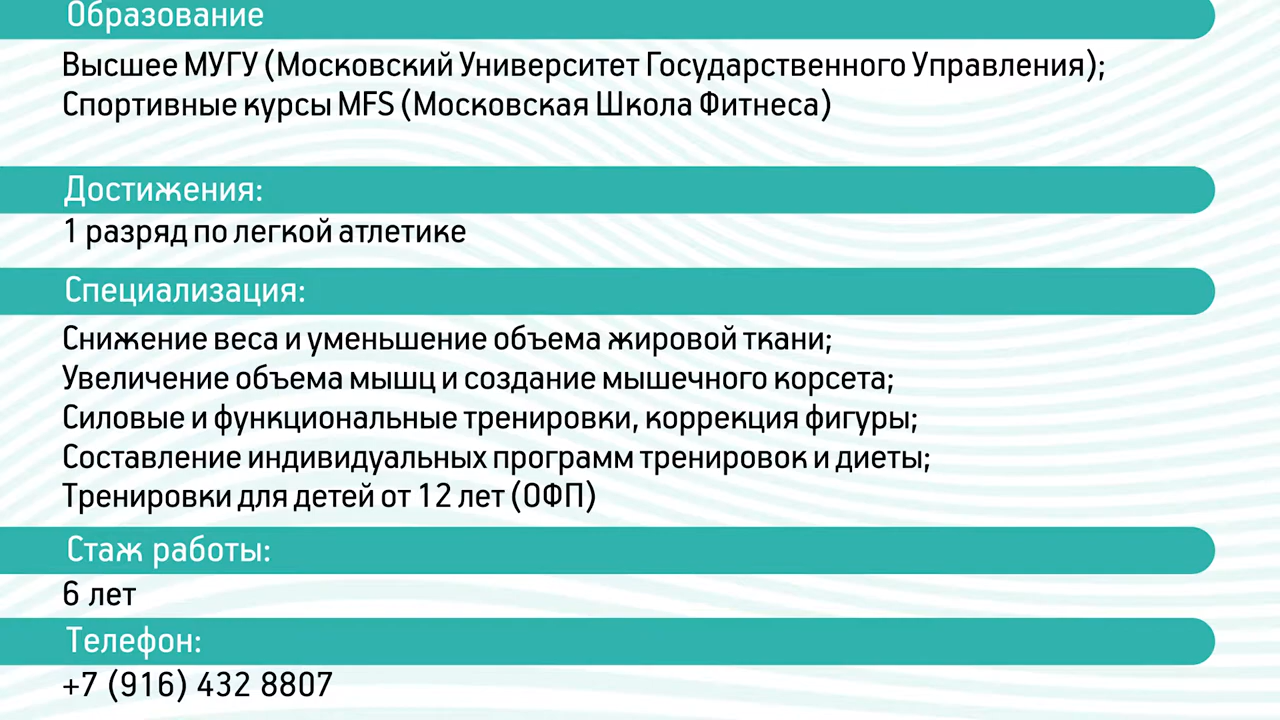 Образование
Высшее МУГУ (Московский Университет Государственного Управления);
Спортивные курсы MFS (Московская Школа Фитнеса)
Достижения:
1 разряд по легкой атлетике
Специализация:
Снижение веса и уменьшение объема жировой ткани;
Увеличение объема мышц и создание мышечного корсета;
Силовые и функциональные тренировки, коррекция фигуры;
Составление индивидуальных программ тренировок и диеты;
Тренировки для детей от 12 лет (ОФП)
Стаж работы:
6 лет
Телефон:
+7 (916) 432 8807